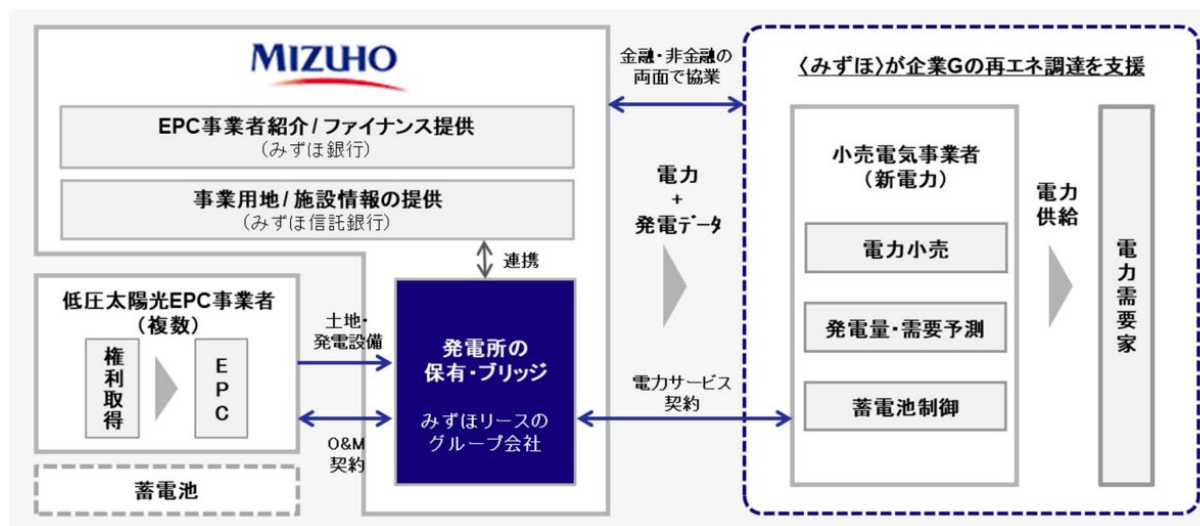 MIZUHO
EPC事業者紹介/ファイナンス提供
(みずほ銀行)
事業用地/施設情報の提供
(みずほ信託銀行)
連携
低圧太陽光EPC事業者
(複数)
権利取得
EPC
蓄電池
土地・
発電設備
O&M
契約
発電所の
保有・ブリッジ
みずほリースの
グループ会社
金融・非金融の
両面で協業
電力
+
発電データ
電力サービス
契約
〈みずほ〉が企業Gの再エネ調達を支援
小売電気事業者
(新電力)
電力小売
発電量・需要予測
蓄電池制御
電力
供給
電力需要家